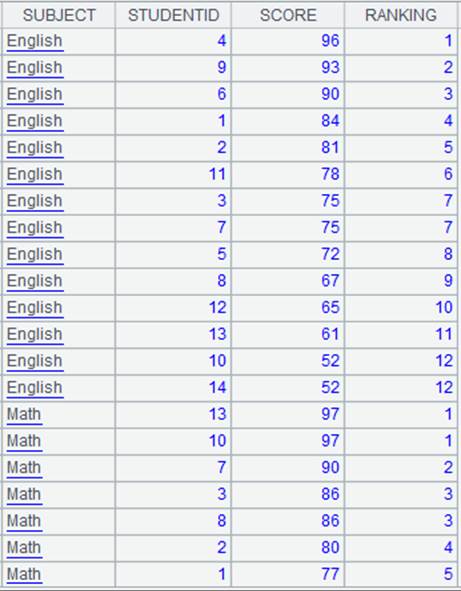 SUBJECT STUDENTID SCORE RANKING
English 4 96 1
English 9 93 2
English 6 90 3
English 1 84 4
English 2 81 5
English 11 78 6
English 3 75 7
English 7 75 7
English 5 72 8
English 8 67 9
English 12 65 10
English 13 61 11
English 10 52 12
English 14 52 12
Math 13 97 1
Math 10 97 1
Math 7 90 2
Math 3 86 3
Math 8 86 3
Math 2 80 4
Math 1 77 5